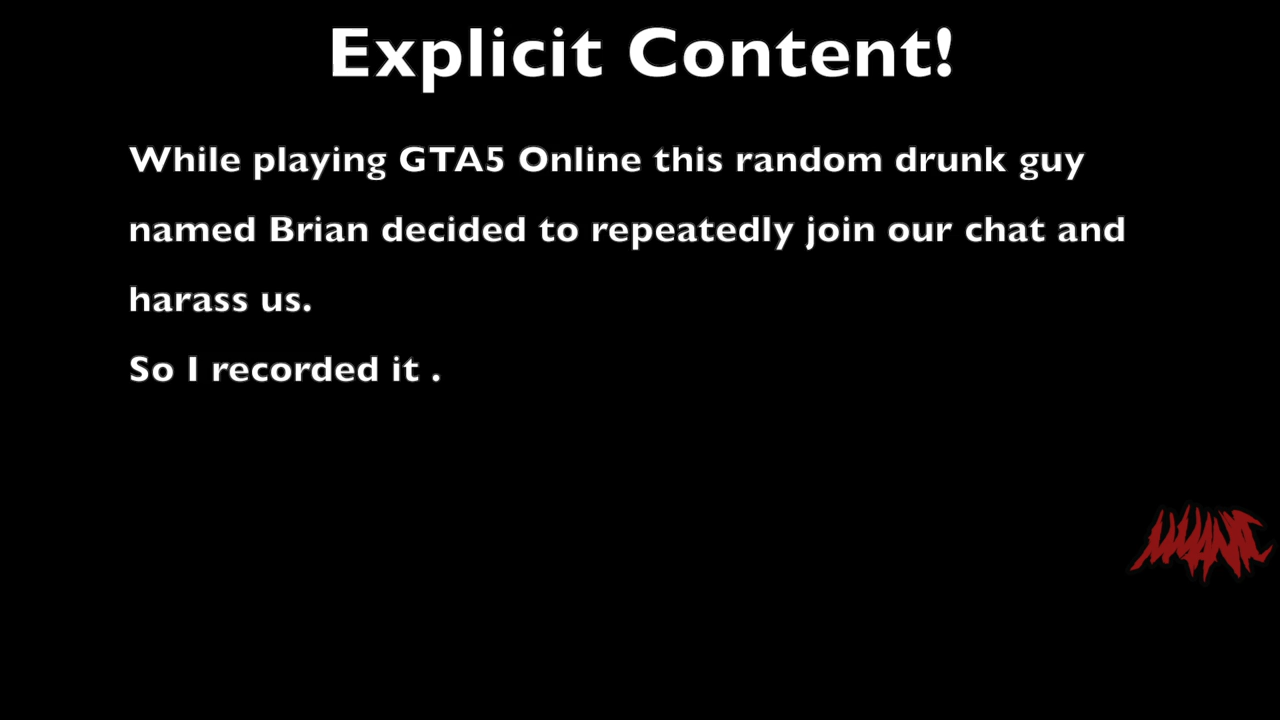 Explicit Content!
While playing GTA5 Online this random drunk guy
named Brian decided to repeatedly join our chat and
harass us.
So I recorded it .